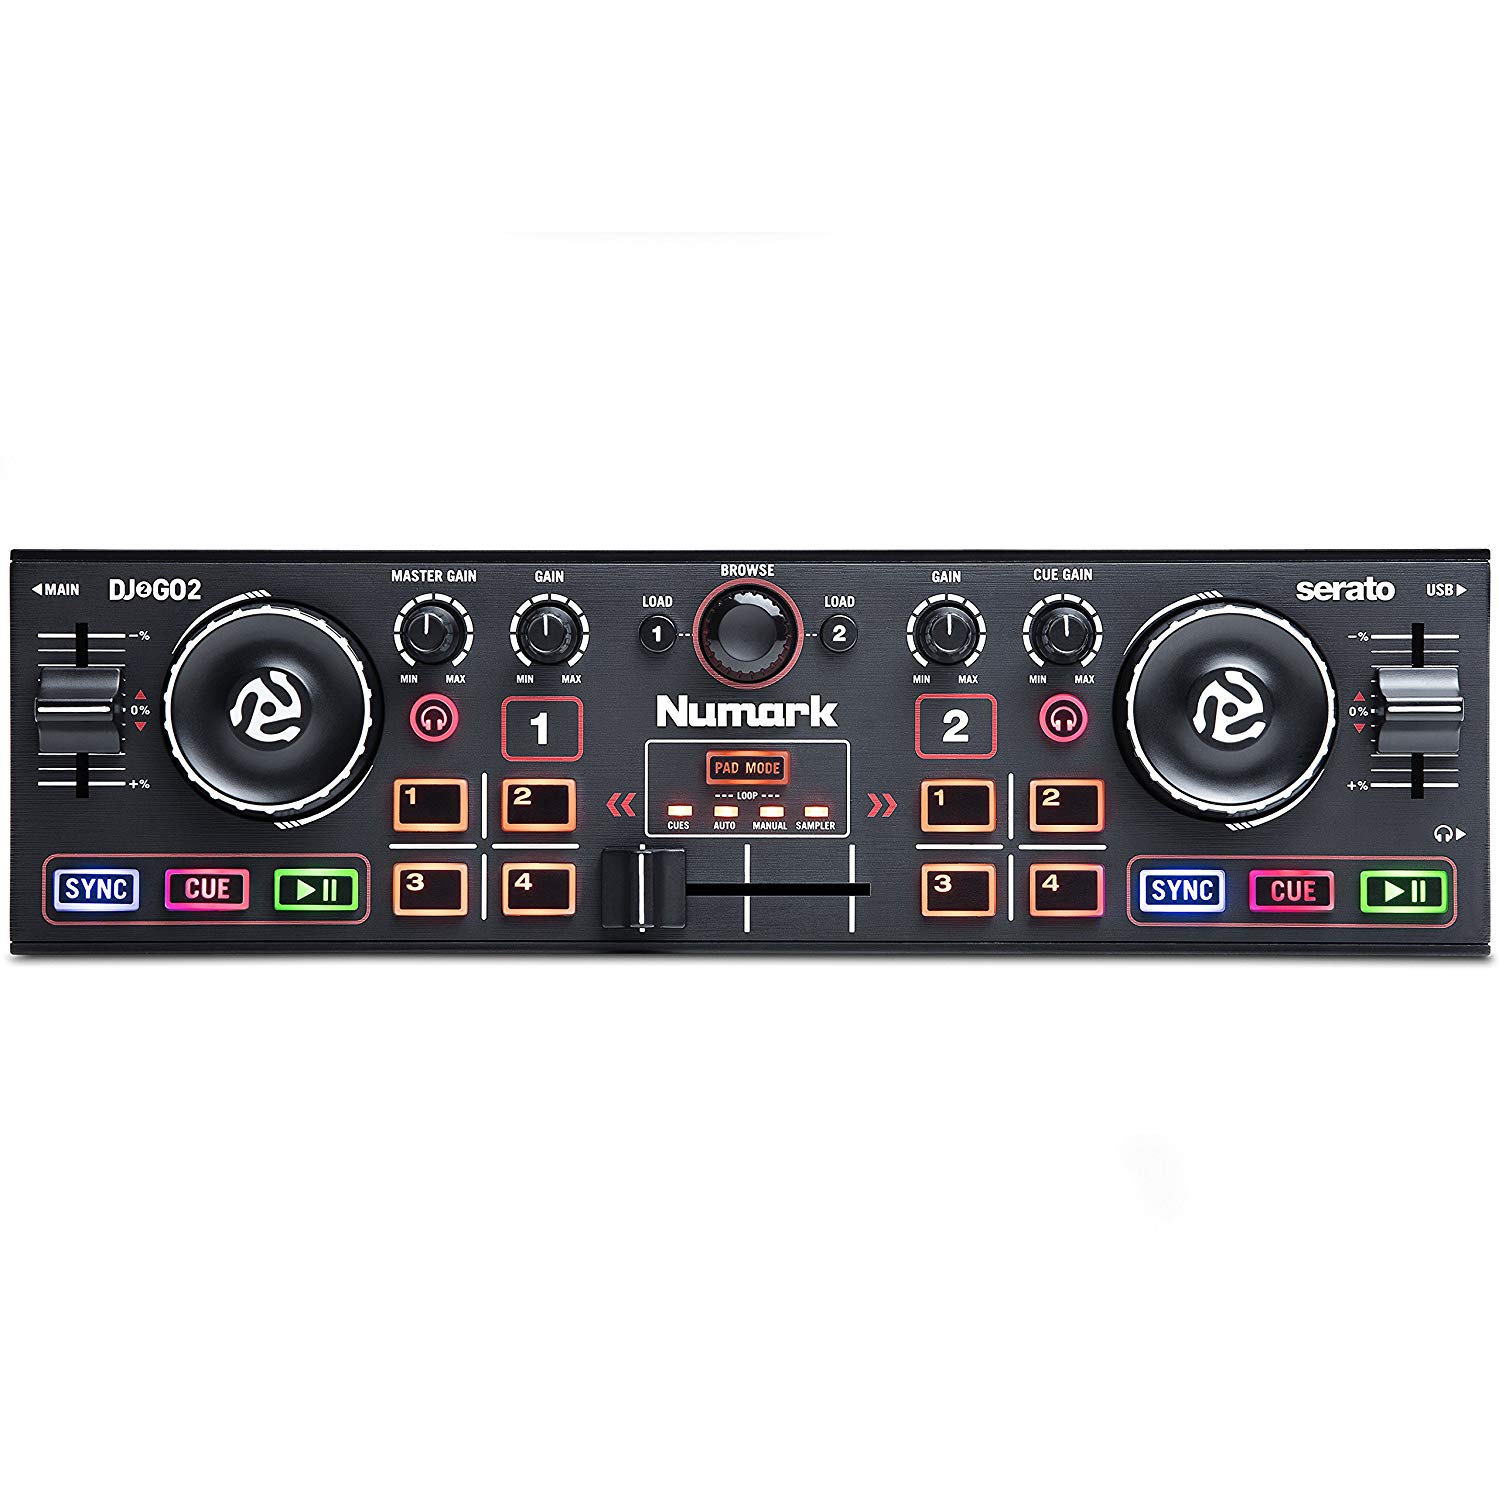 ◄MAIN
DJ2GO2
MASTER GAIN
GAIN
BROWSE
GAIN
CUE GAIN
serato
USB►
LOAD
1
LOAD
2
-%
0%
+%
MIN MAX
MIN MAX
MIN MAX
MIN MAX
-%
0%
+%
1
Numark
2
PAD MODE
LOOP
CUES AUTO MANUAL SAMPLER
1 2
3 4
1 2
3 4
SYNC CUE
SYNC CUE